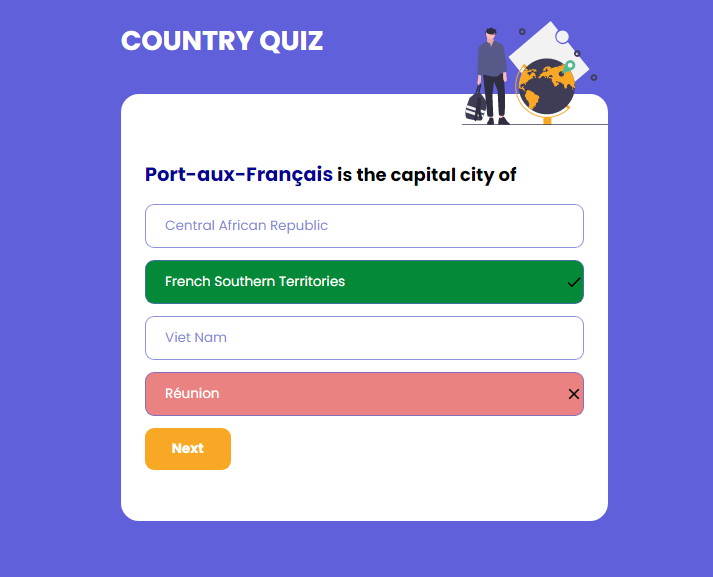 COUNTRY QUIZ
Port-aux-Français is the capital city of
Central African Republic
French Southern Territories
Viet Nam
Réunion
Next